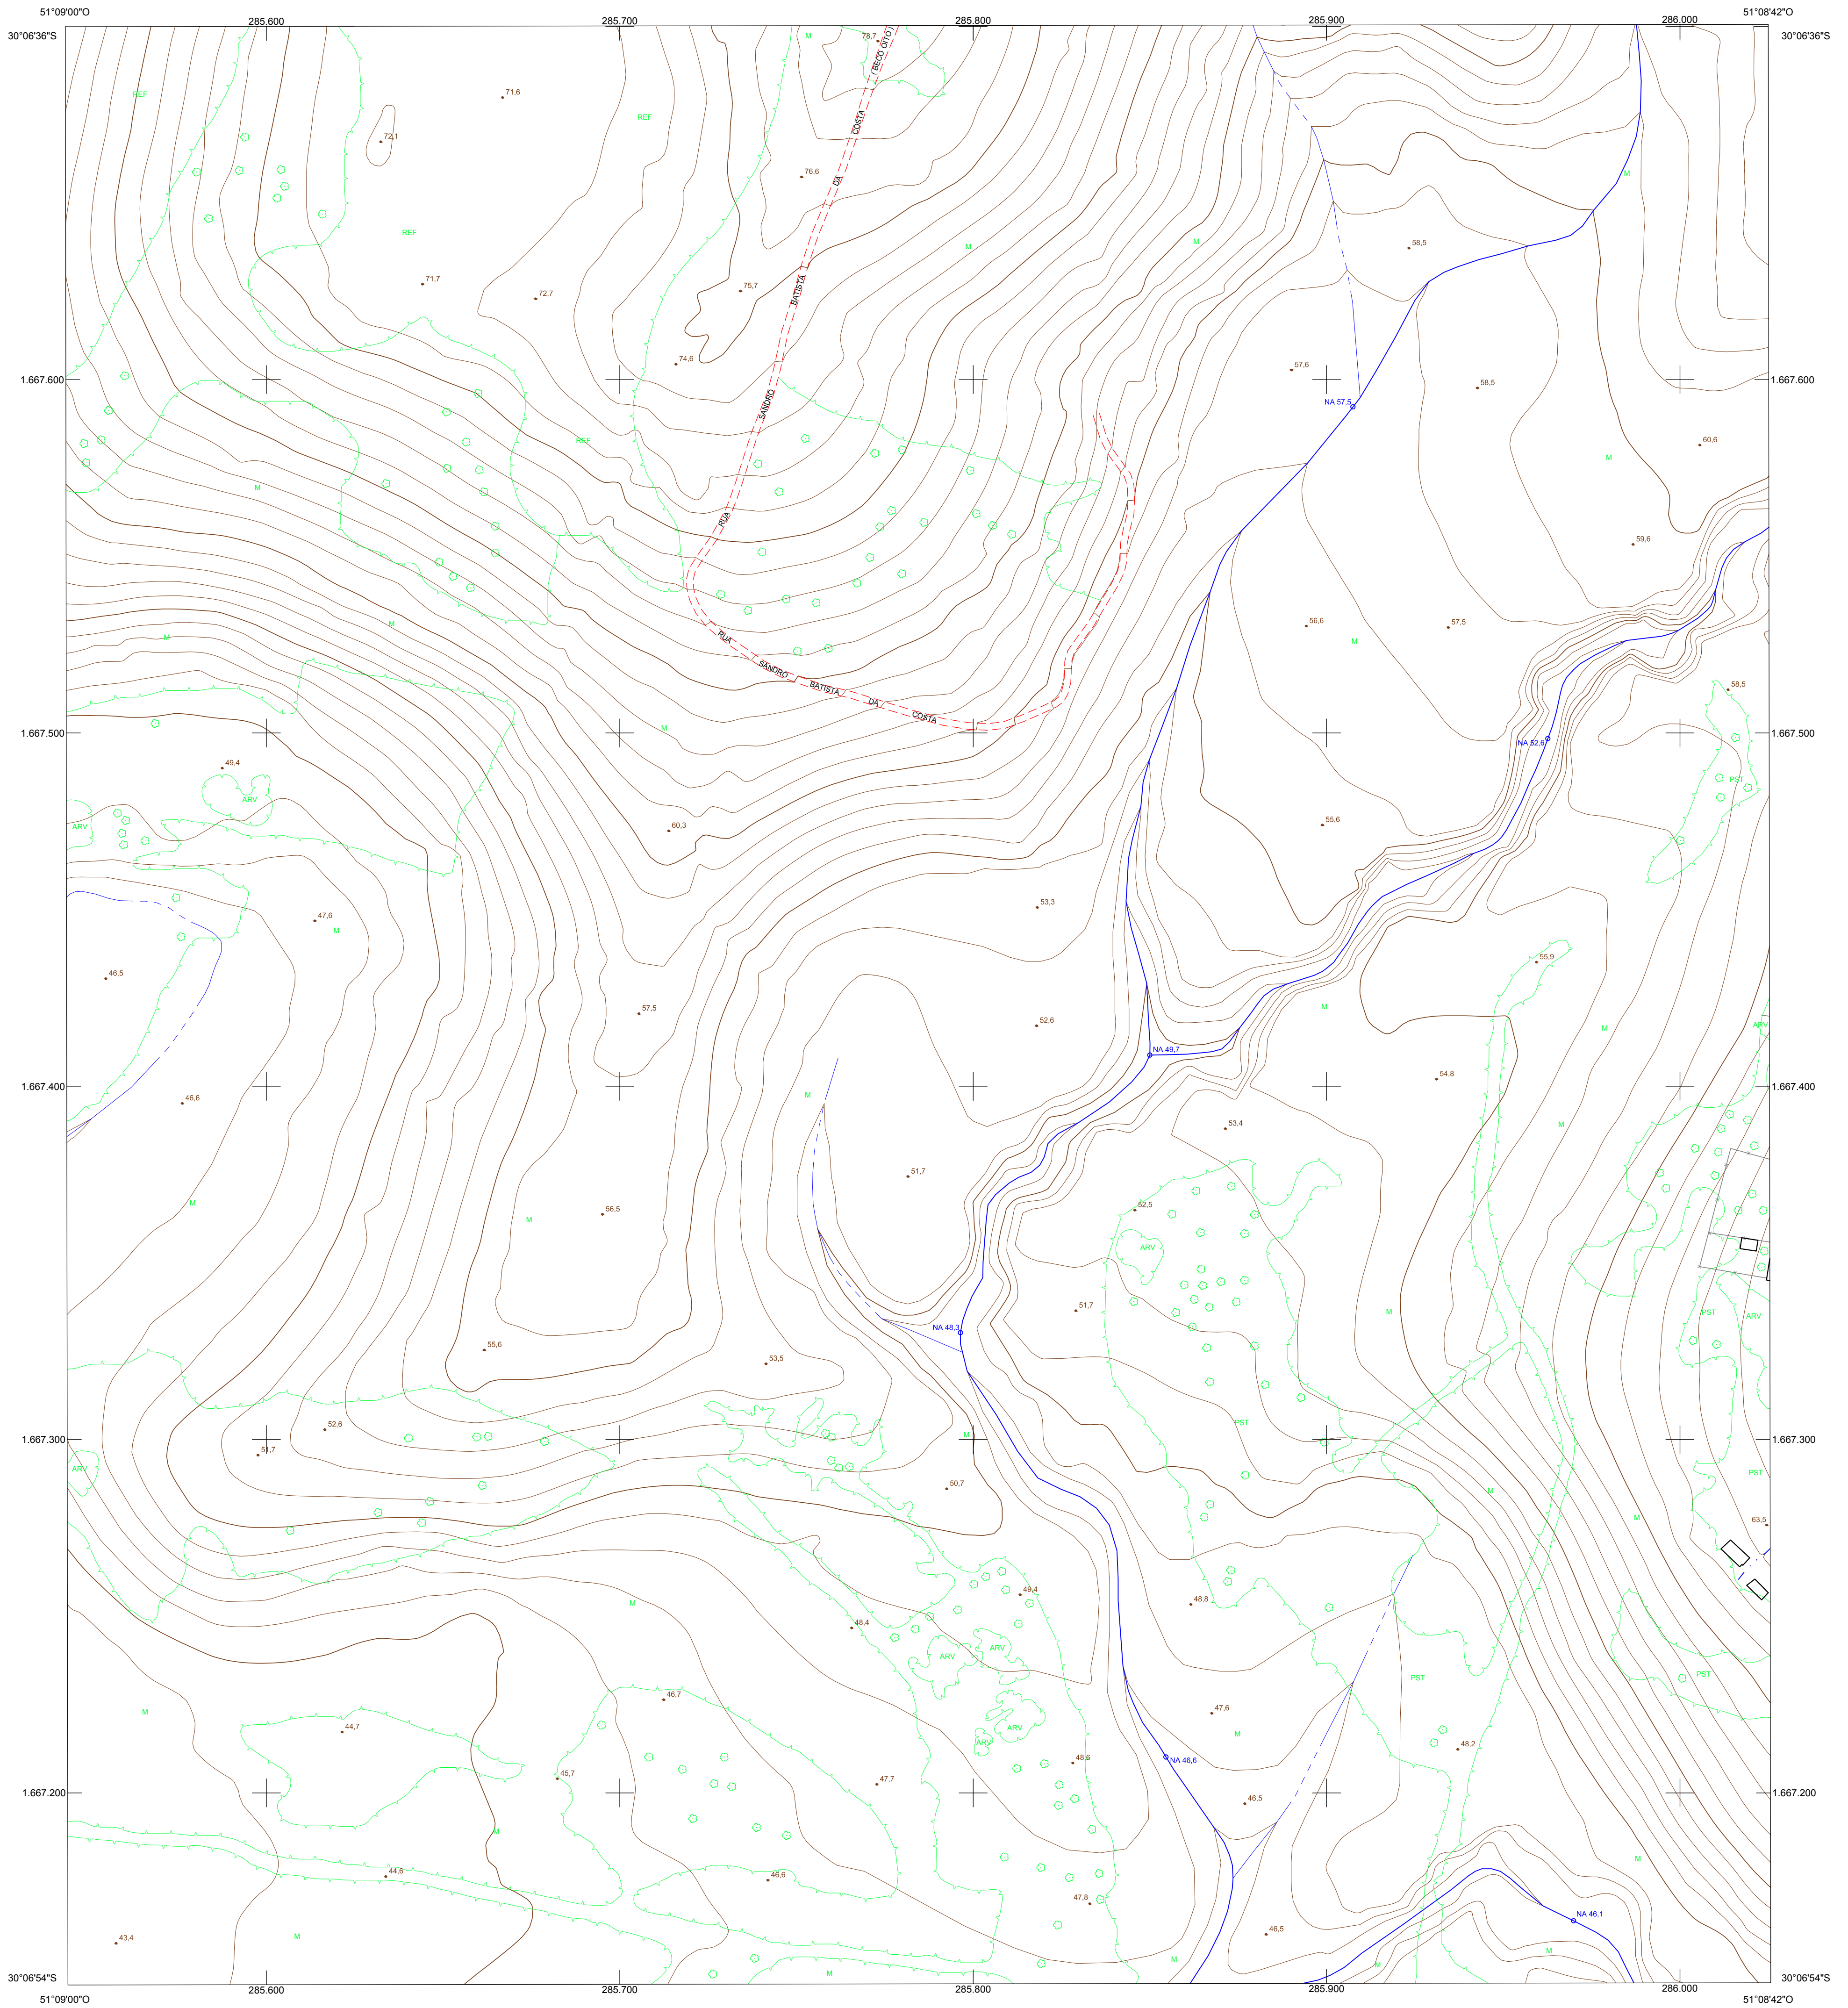 51°09'00"O
51°08'42"O
30°06'36"S
285.600
285.700
285.800
285.900
286.000
30°06'36"S
M
78,7
( BECO OITO )
REF
71,6
REF
COSTA
72,1
M
76,6
DA
REF
M
M
58,5
71,7
72,7
75,7
BATISTA
74,6
57,6
1.667.600
58,5
1.667.600
SANDRO
NA 57,5
REF
60,6
M
M
RUA
59,6
M
M
RUA
56,6
57,5
M
SANDRO
BATISTA
DA
COSTA
58,5
M
1.667.500
NA 52,6
1.667.500
49,4
PST
ARV
ARV
60,3
55,6
47,6
M
53,3
46,5
55,9
57,5
52,6
M
M
ARV
NA 49,7
54,8
1.667.400
1.667.400
46,6
M
53,4
M
51,7
M
56,5
M
52,5
ARV
51,7
M
PST
ARV
NA 48,3
55,6
53,5
52,6
M
PST
1.667.300
51,7
1.667.300
ARV
PST
50,7
M
M
63,5
49,4
48,8
M
48,4
ARV
ARV
PST
PST
46,7
M
44,7
47,6
M
ARV
ARV
48,6
48,2
NA 46,6
45,7
47,7
1.667.200
46,5
1.667.200
M
M
44,6
46,6
47,8
NA 46,1
43,4
M
46,5
M
M
M
M
30°06'54"S
285.600
285.700
285.800
285.900
286.000
30°06'54"S
51°09'00"O
51°08'42"O